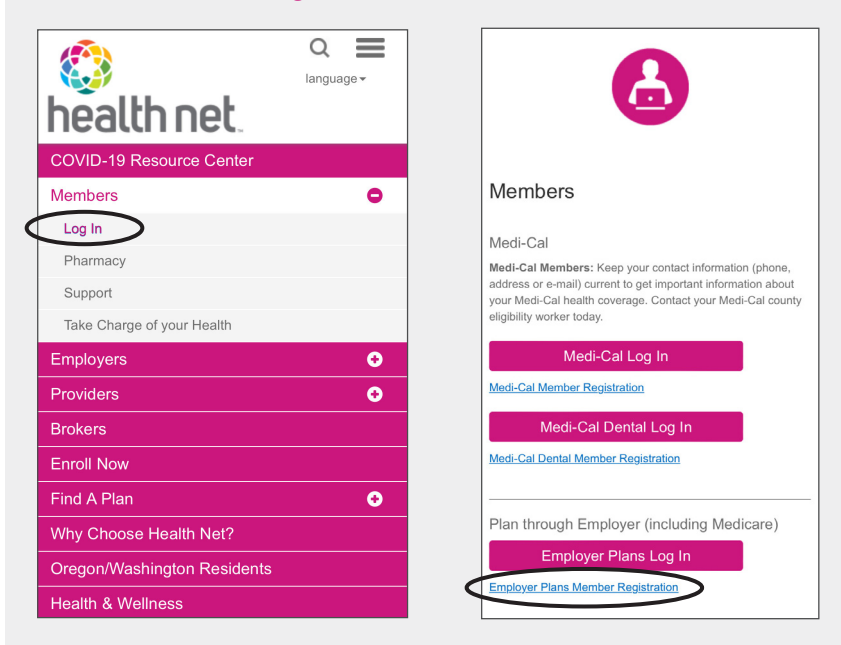 language
health net
COVID-19 Resource Center
Members
Log In
Pharmacy
Support
Take Charge of your Health
Employers
Providers
Brokers
Enroll Now
Find A Plan
Why Choose Health Net?
Oregon/Washington Residents
Health & Wellness
Members
Medi-Cal
Medi-Cal Members: Keep your contact information (phone,
address or e-mail) current to get important information about
your Medi-Cal health coverage. Contact your Medi-Cal county
eligibility worker today.
Medi-Cal Log In
Medi-Cal Member Registration
Medi-Cal Dental Log In
Medi-Cal Dental Member Registration
Plan through Employer (including Medicare)
Employer Plans Log In
Employer Plans Member Registration